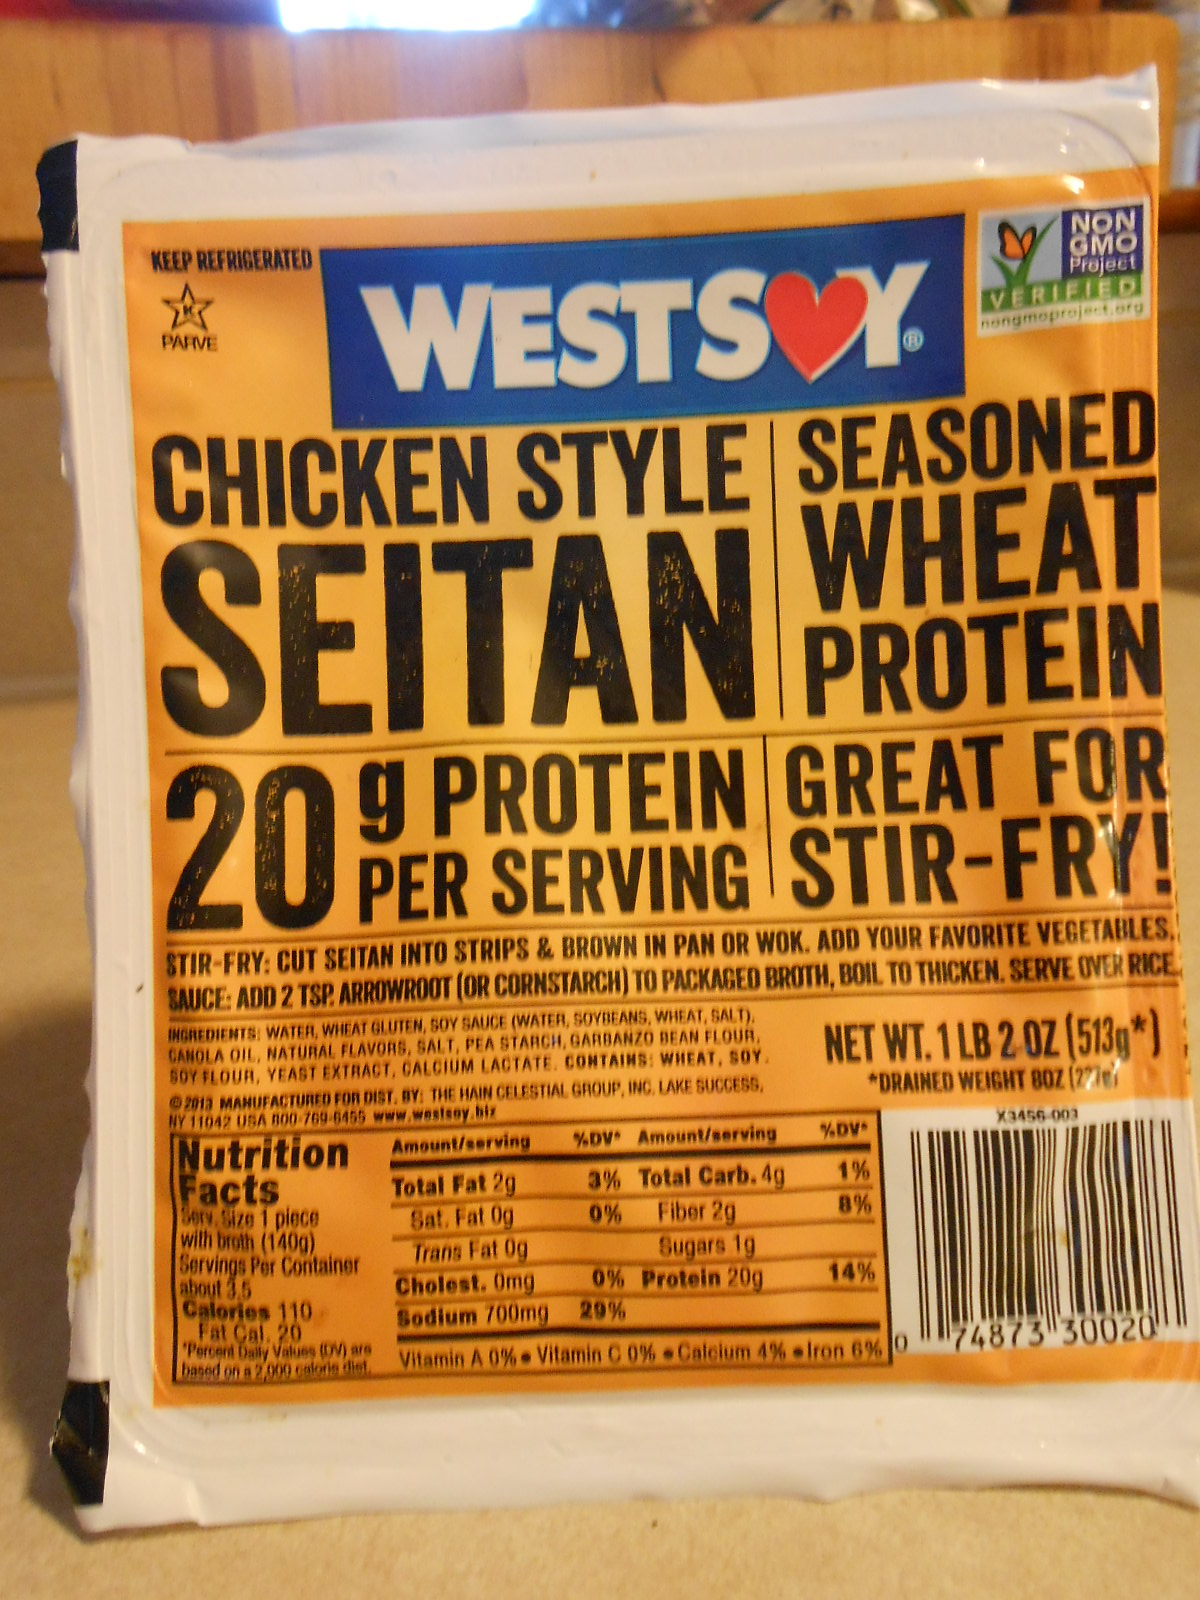 KEEP REFRIGERATED
K
PARVE
WESTSOY®
NON
GMO
Project
VERIFIED
nongmoproject.org
CHICKEN STYLE
SEITAN
SEASONED
WHEAT
PROTEIN
20 g PROTEIN
PER SERVING
GREAT FOR
STIR-FRY!
STIR-FRY: CUT SEITAN INTO STRIPS & BROWN IN PAN OR WOK. ADD YOUR FAVORITE VEGETABLES.
SAUCE: ADD 2 TSP. ARROWROOT (OR CORNSTARCH) TO PACKAGED BROTH, BOIL TO THICKEN. SERVE OVER RICE.
INGREDIENTS: WATER, WHEAT GLUTEN, SOY SAUCE (WATER, SOYBEANS, WHEAT, SALT),
CANOLA OIL, NATURAL FLAVORS, SALT, PEA STARCH, GARBANZO BEAN FLOUR,
SOY FLOUR, YEAST EXTRACT, CALCIUM LACTATE. CONTAINS: WHEAT, SOY.
©2013 MANUFACTURED FOR DIST. BY: THE HAIN CELESTIAL GROUP, INC. LAKE SUCCESS,
NY 11042 USA 800-769-6455 www.westsoy.biz
NET WT. 1 LB 2 OZ (513g*)
*DRAINED WEIGHT 8OZ (227g)
X3456-003
Nutrition
Facts
Serv. Size 1 piece
with broth (140g)
Servings Per Container
about 3.5
Calories 110
Fat Cal. 20
*Percent Daily Values (DV) are
based on a 2,000 calorie diet.
Amount/serving %DV* Amount/serving %DV*
Total Fat 2g 3% Total Carb. 4g 1%
Sat. Fat 0g 0% Fiber 2g 8%
Trans Fat 0g Sugars 1g
Cholest. 0mg 0% Protein 20g 14%
Sodium 700mg 29%
Vitamin A 0% • Vitamin C 0% • Calcium 4% • Iron 6%
0 74873 30020